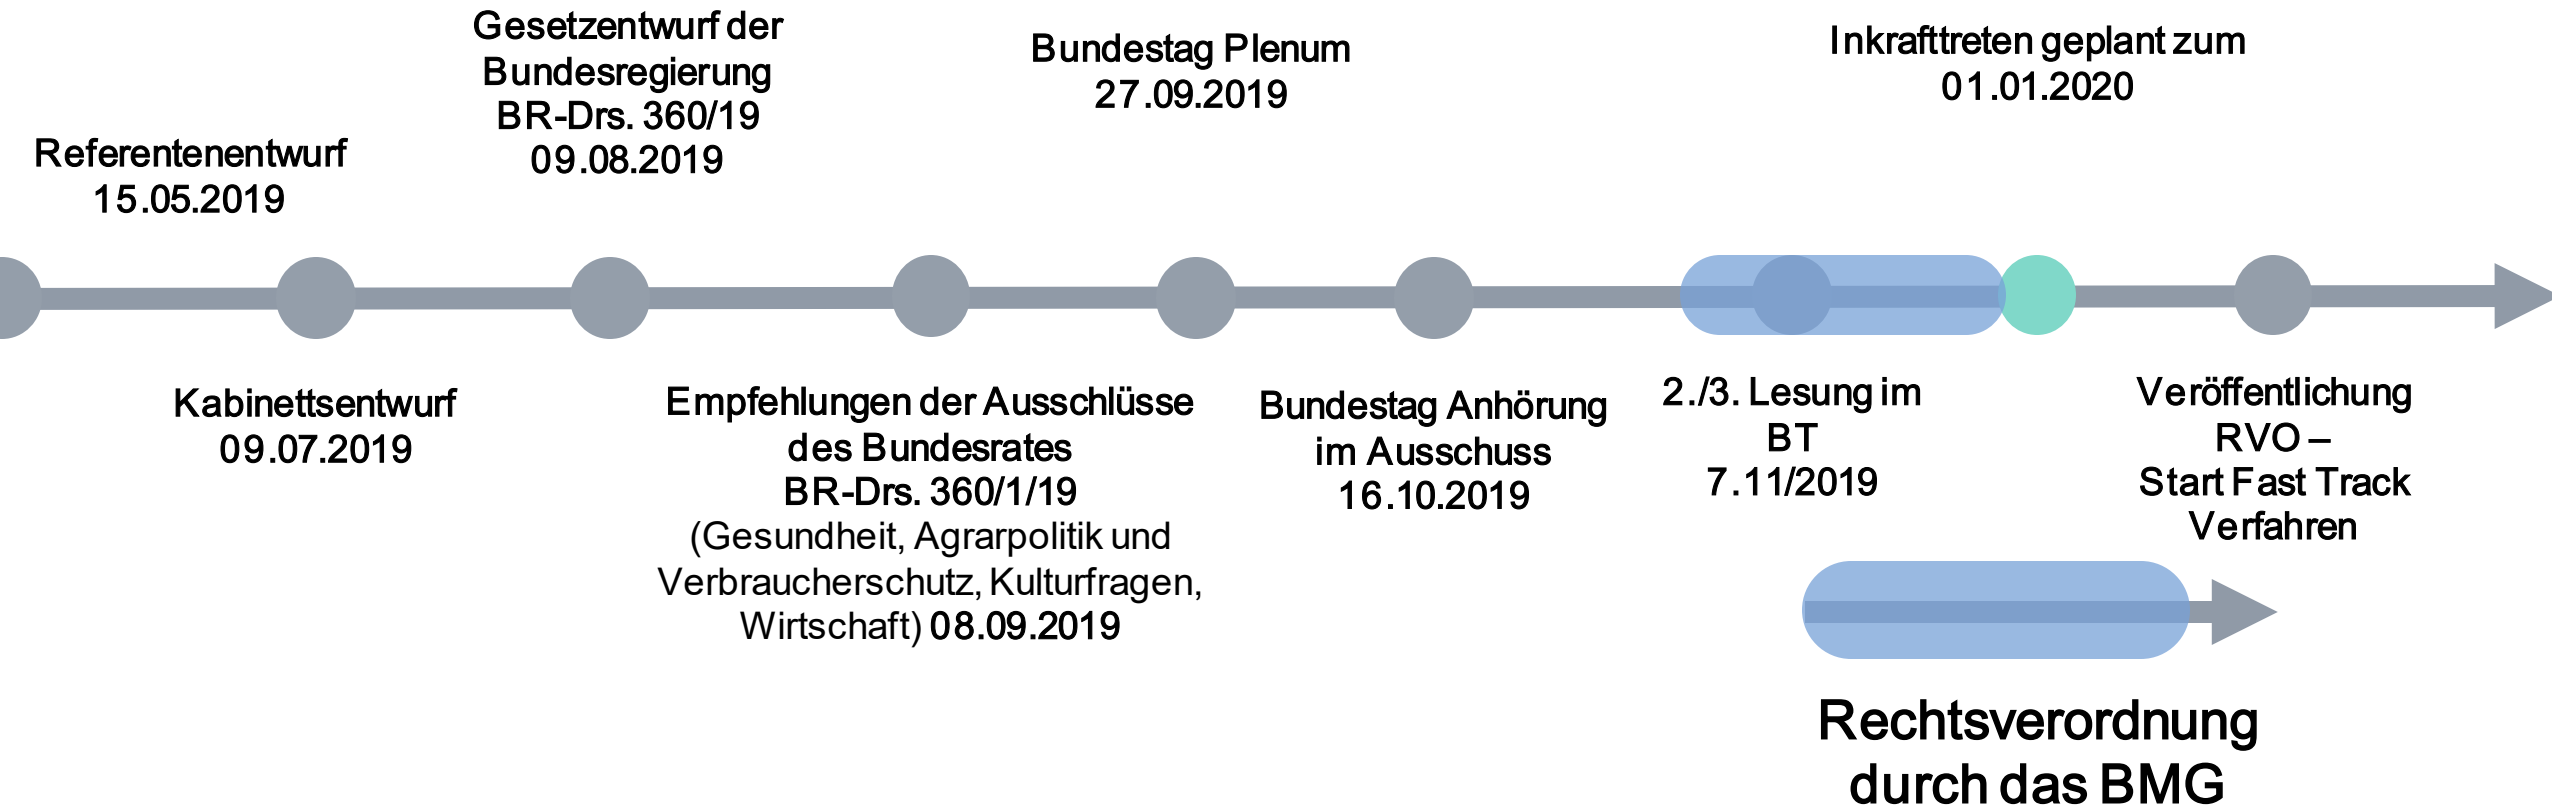 Referentenentwurf
15.05.2019
Kabinettsentwurf
09.07.2019
Gesetzentwurf der
Bundesregierung
BR-Drs. 360/19
09.08.2019
Empfehlungen der Ausschlüsse
des Bundesrates
BR-Drs. 360/1/19
(Gesundheit, Agrarpolitik und
Verbraucherschutz, Kulturfragen,
Wirtschaft) 08.09.2019
Bundestag Plenum
27.09.2019
Bundestag Anhörung
im Ausschuss
16.10.2019
2./3. Lesung im
BT
7.11/2019
Inkrafttreten geplant zum
01.01.2020
Veröffentlichung
RVO –
Start Fast Track
Verfahren
Rechtsverordnung
durch das BMG